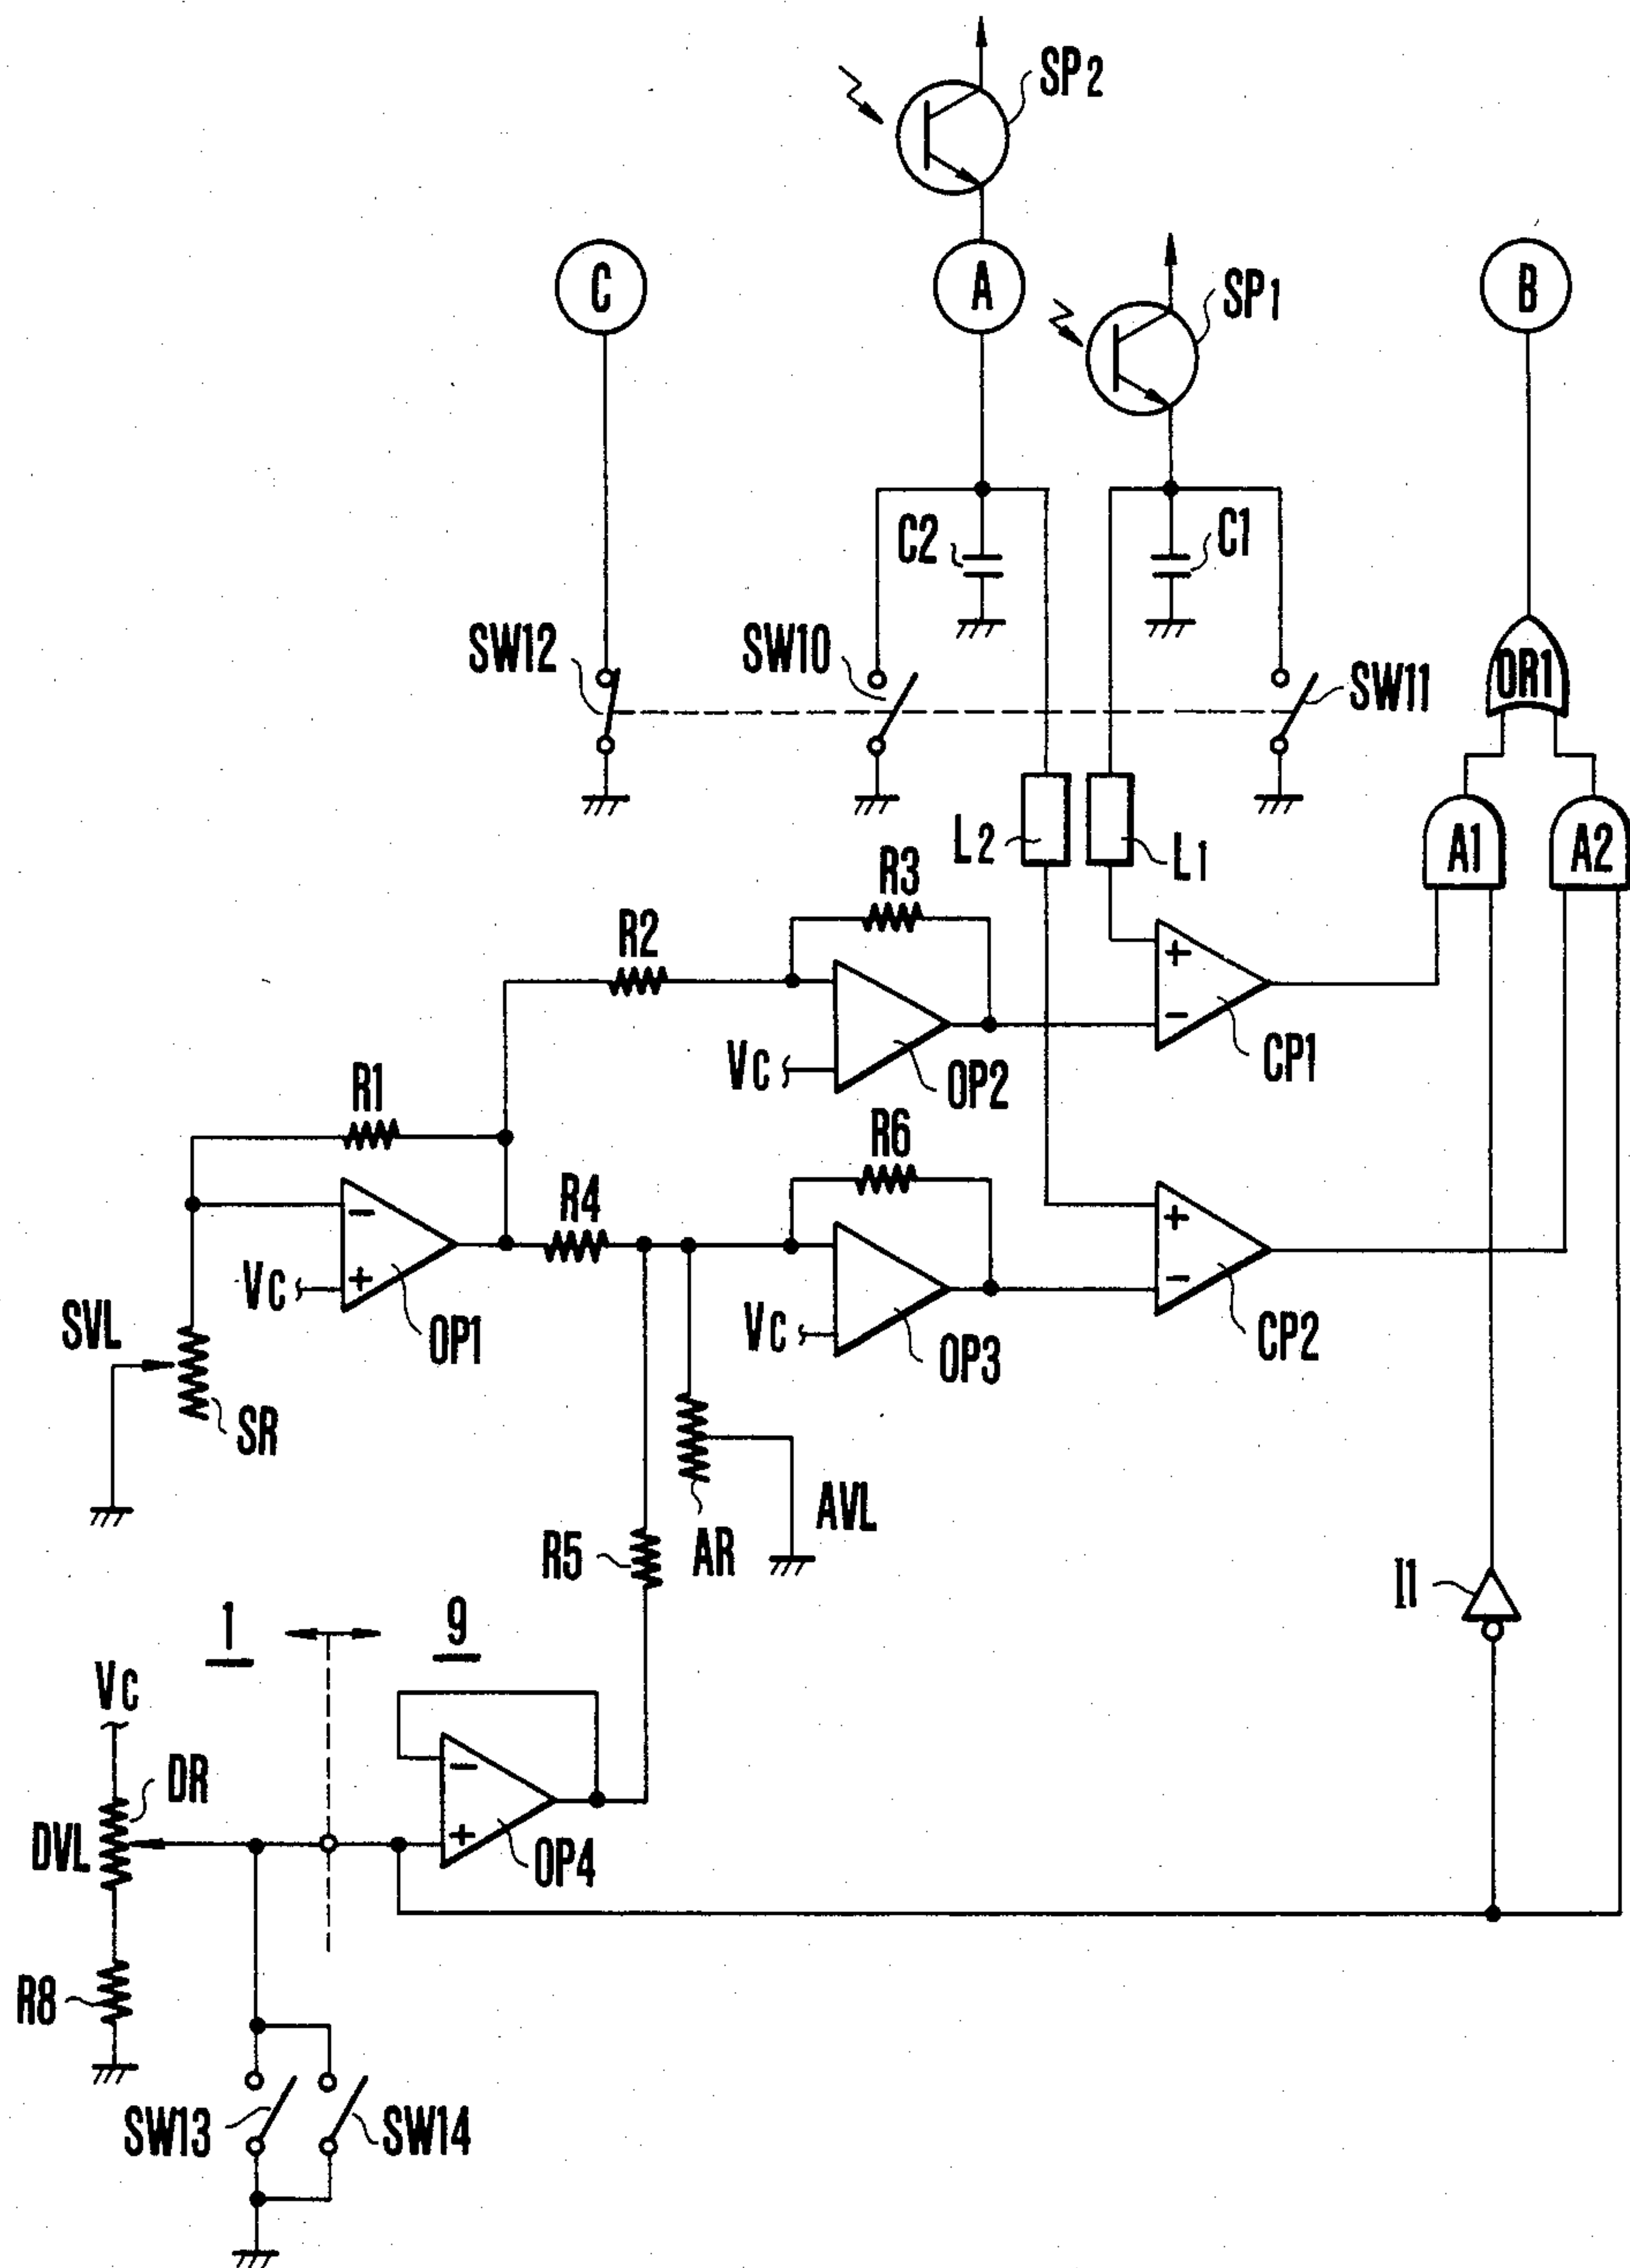 SP2
C
A
SP1
B
C2
C1
SW12
SW10
SW11
OR1
L2
L1
A1
A2
R3
R2
+
−
CP1
VC
OP2
R1
R6
R4
−
+
VC
OP1
+
−
CP2
VC
OP3
SVL
SR
AVL
AR
R5
I1
1
9
VC
DR
DVL
−
+
OP4
R8
SW13
SW14